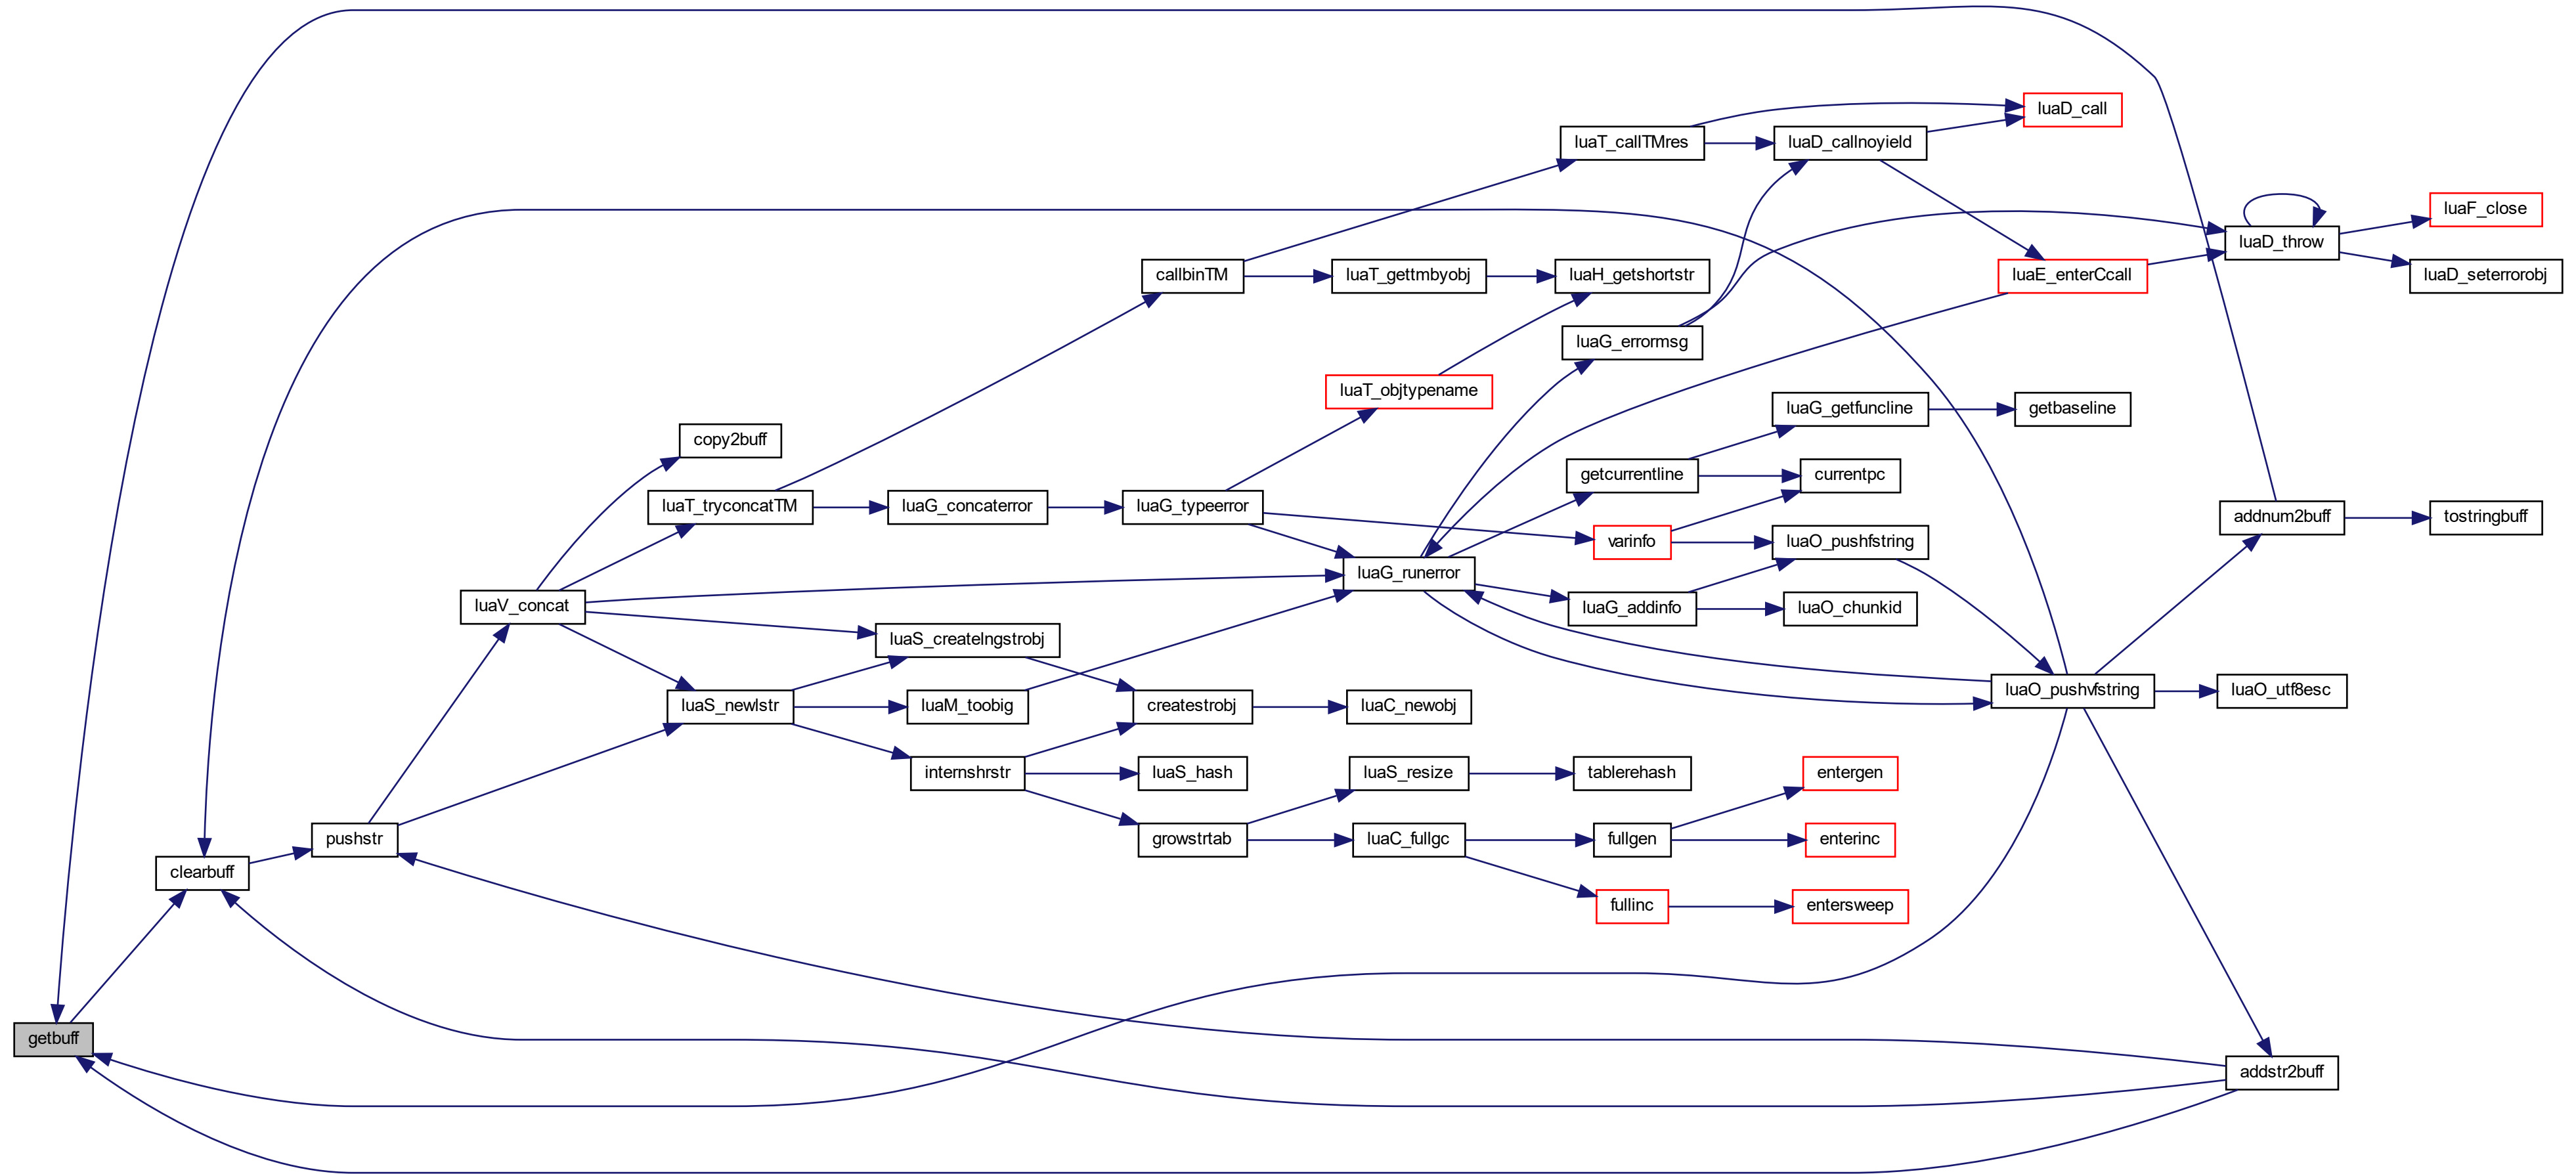 luaD_call
luaT_callTMres
luaD_callnoyield
luaF_close
luaD_throw
callbinTM
luaT_gettmbyobj
luaH_getshortstr
luaE_enterCcall
luaD_seterrorobj
luaG_errormsg
luaT_objtypename
luaG_getfuncline
getbaseline
copy2buff
getcurrentline
currentpc
luaT_tryconcatTM
luaG_concaterror
luaG_typeerror
addnum2buff
tostringbuff
varinfo
luaO_pushfstring
luaG_runerror
luaV_concat
luaG_addinfo
luaO_chunkid
luaS_createlngstrobj
luaO_pushvfstring
luaO_utf8esc
luaS_newlstr
luaM_toobig
createstrobj
luaC_newobj
internshrstr
luaS_hash
luaS_resize
tablerehash
entergen
pushstr
growstrtab
luaC_fullgc
fullgen
enterinc
clearbuff
fullinc
entersweep
getbuff
addstr2buff